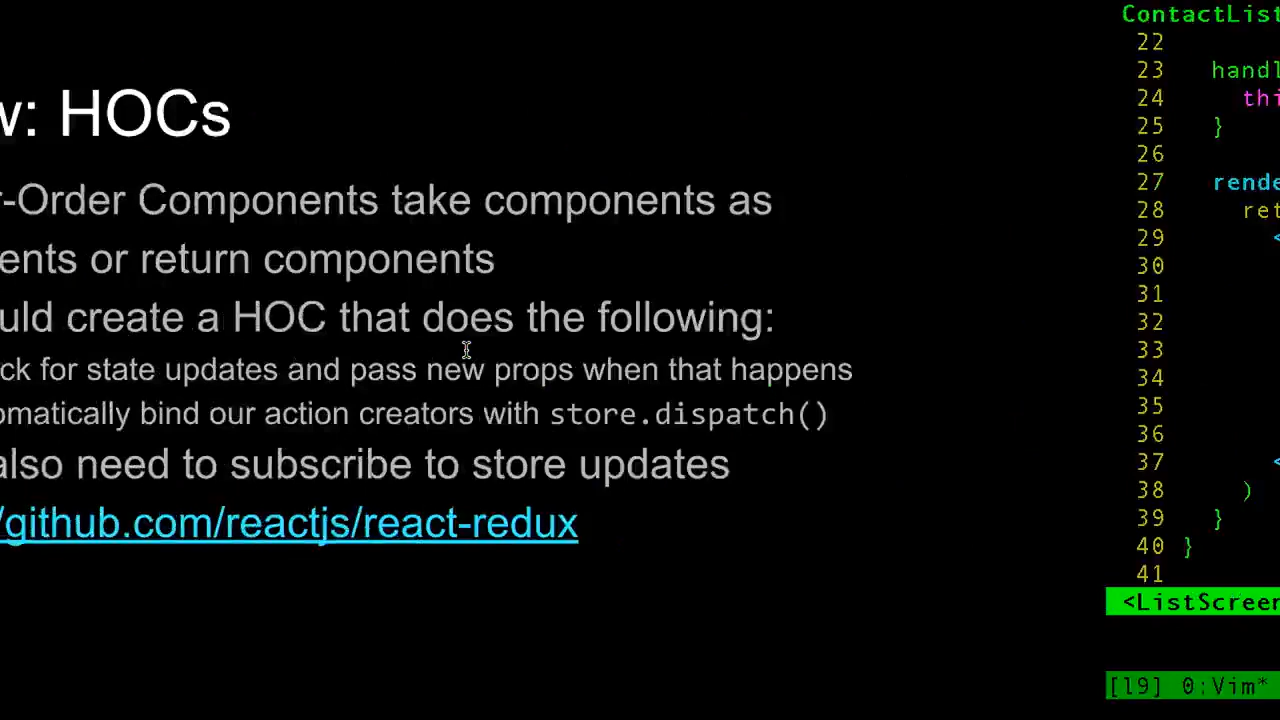 w: HOCs
r-Order Components take components as
ents or return components
uld create a HOC that does the following:
ck for state updates and pass new props when that happens
omatically bind our action creators with store.dispatch()
also need to subscribe to store updates
/github.com/reactjs/react-redux
ContactList
22
23 handl
24 thi
25 }
26
27 rende
28 ret
29 <
30
31
32
33
34
35
36
37 <
38 )
39 }
40 }
41
<ListScreen
[19] 0:Vim*